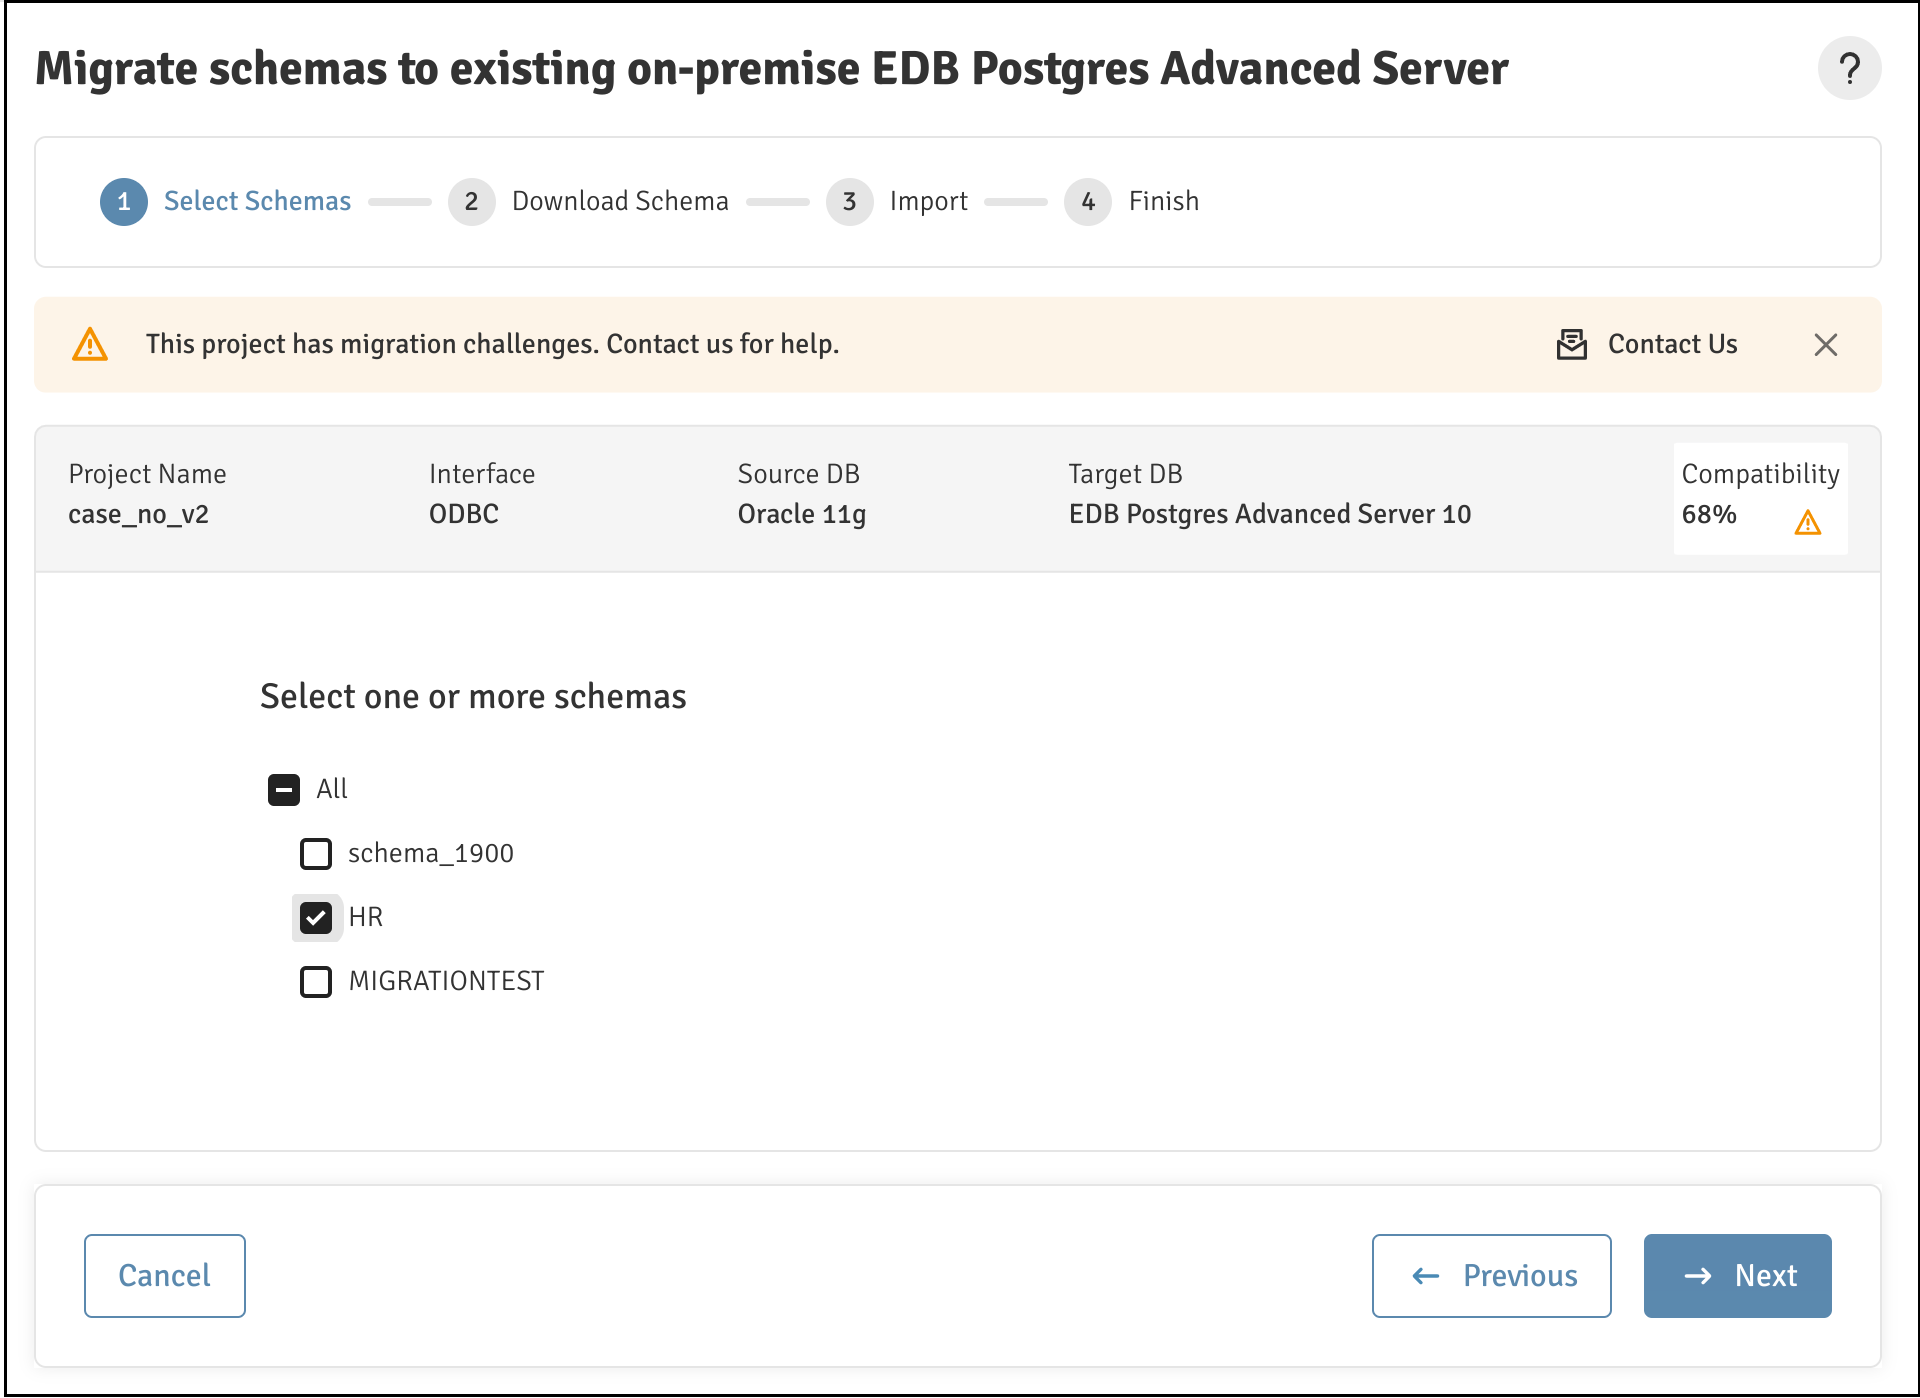 Migrate schemas to existing on-premise EDB Postgres Advanced Server
?
1 Select Schemas 2 Download Schema 3 Import 4 Finish
This project has migration challenges. Contact us for help. Contact Us
Project Name Interface Source DB Target DB Compatibility
case_no_v2 ODBC Oracle 11g EDB Postgres Advanced Server 10 68%
Select one or more schemas
All
schema_1900
HR
MIGRATIONTEST
Cancel Previous Next